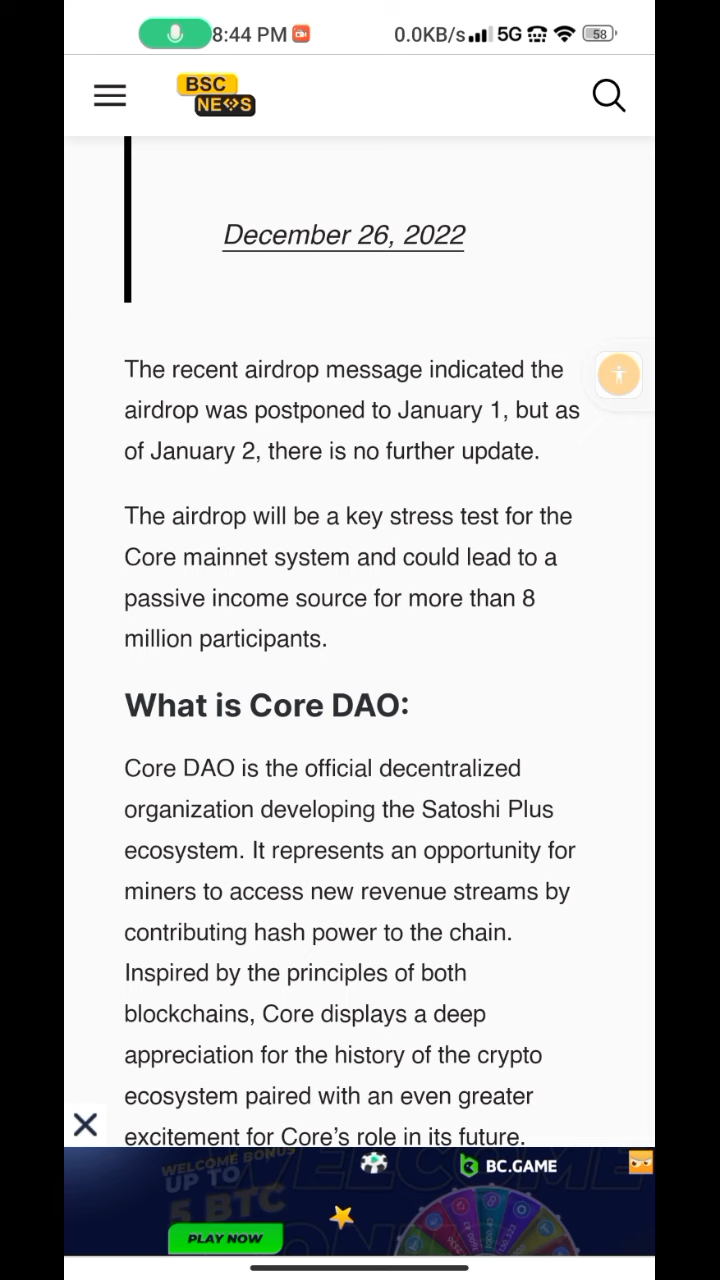 8:44 PM
0.0KB/s 5G 58
BSC
NEWS
December 26, 2022
The recent airdrop message indicated the
airdrop was postponed to January 1, but as
of January 2, there is no further update.
The airdrop will be a key stress test for the
Core mainnet system and could lead to a
passive income source for more than 8
million participants.
What is Core DAO:
Core DAO is the official decentralized
organization developing the Satoshi Plus
ecosystem. It represents an opportunity for
miners to access new revenue streams by
contributing hash power to the chain.
Inspired by the principles of both
blockchains, Core displays a deep
appreciation for the history of the crypto
ecosystem paired with an even greater
excitement for Core’s role in its future.
WELCOME BONUS
UP TO
5 BTC
PLAY NOW
BC.GAME